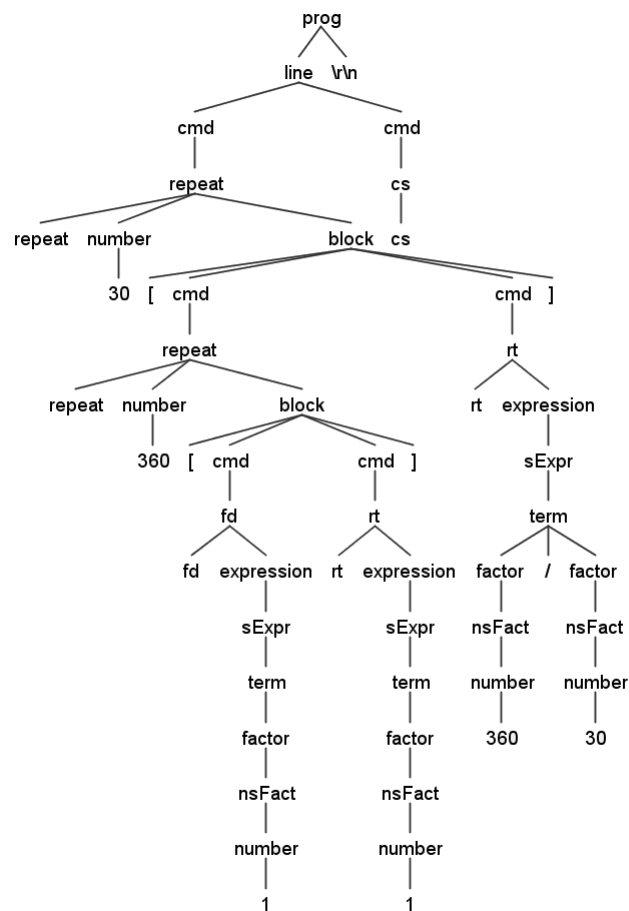 prog
line \r\n
cmd cmd
repeat cs
repeat number block cs
30 [ cmd cmd ]
repeat rt
repeat number block rt expression
360 [ cmd cmd ] sExpr
fd rt term
fd expression rt expression factor / factor
sExpr sExpr nsFact nsFact
term term number number
factor factor 360 30
nsFact nsFact
number number
1 1